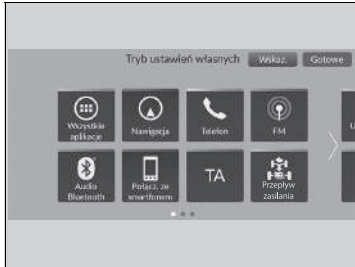 Tryb ustawień własnych Wskaz. Gotowe
Wszystkie aplikacje
Nawigacja
Telefon
FM
Audio Bluetooth
Połącz. ze smartfonem
TA
Przepływ zasilania